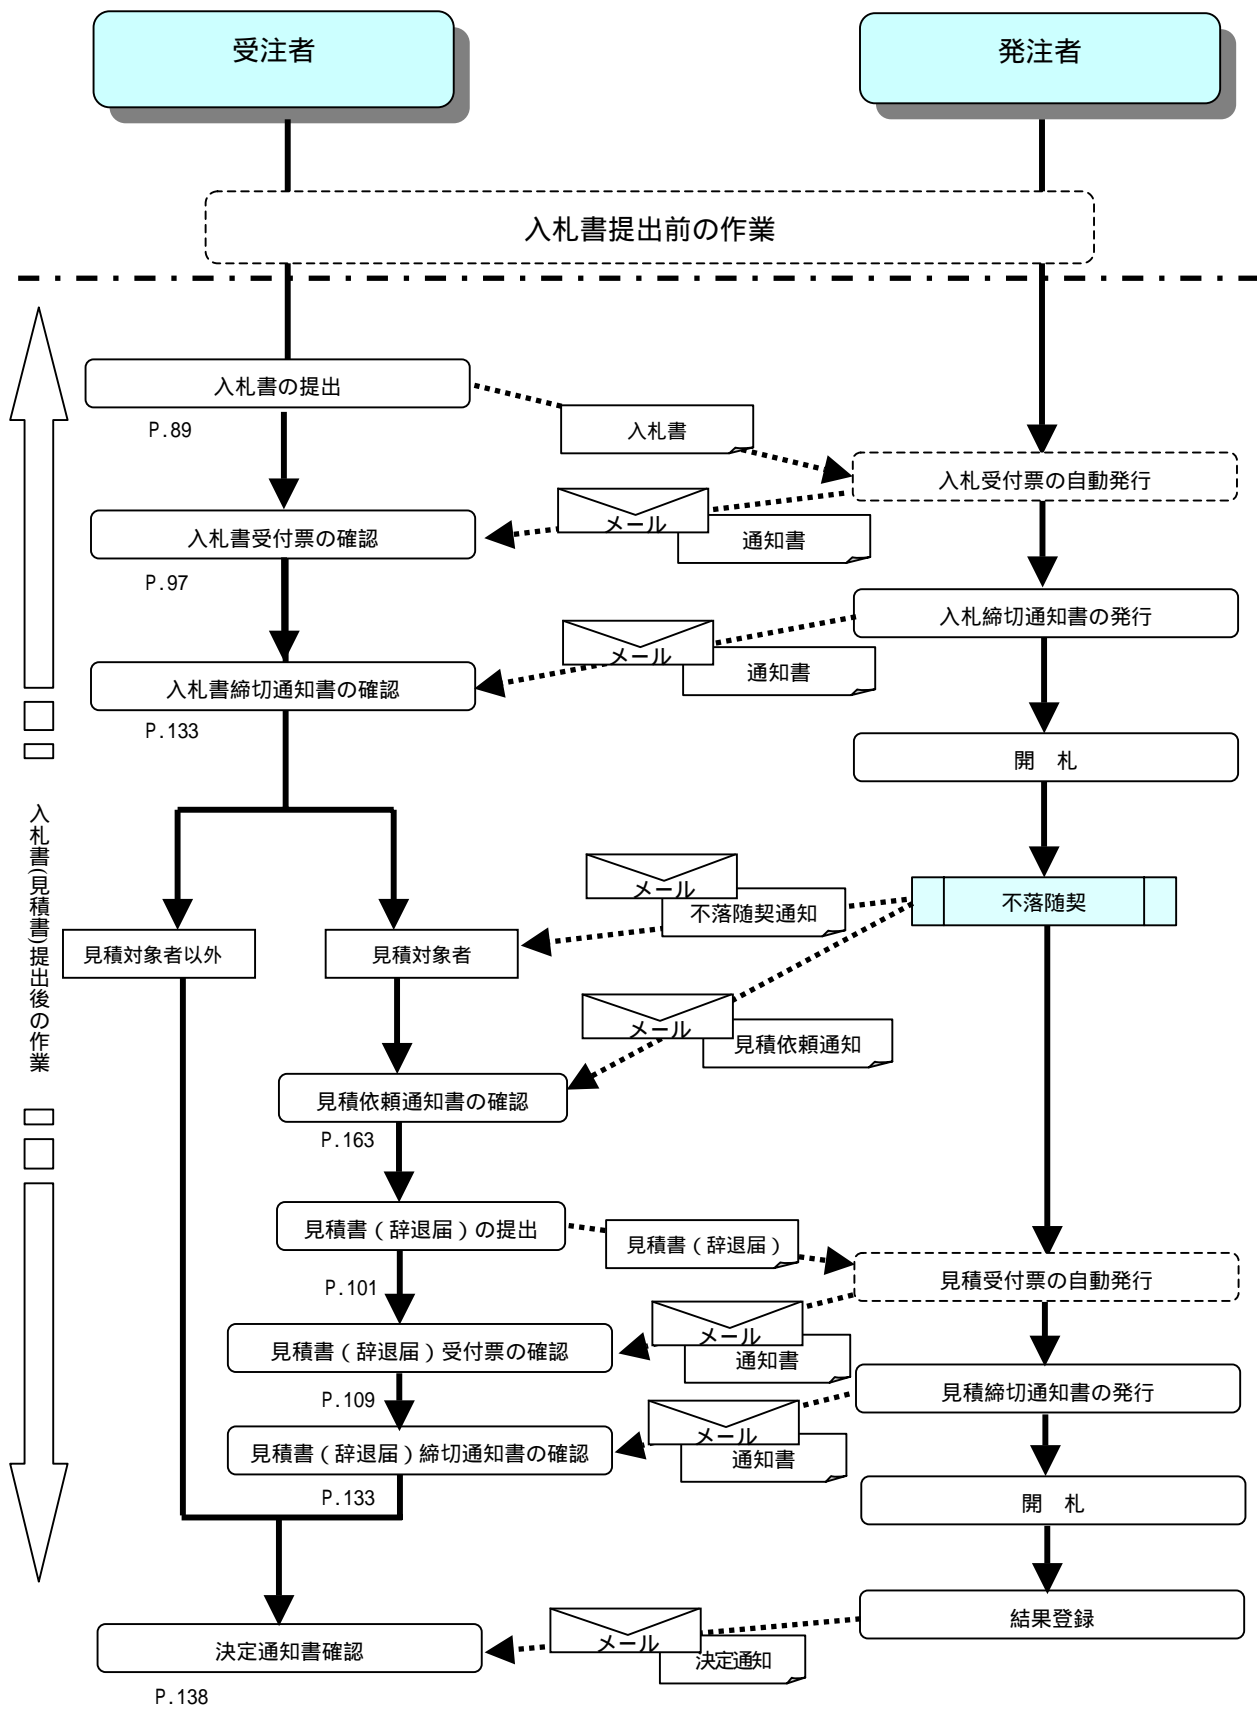 受注者
発注者
入札書提出前の作業
入札書の提出
P.89
入札書
入札受付票の自動発行
メール
通知書
入札書受付票の確認
P.97
入札締切通知書の発行
メール
通知書
入札書締切通知書の確認
P.133
開　札
入札書(見積書)提出後の作業
メール
不落随契通知
不落随契
見積対象者以外
見積対象者
メール
見積依頼通知
見積依頼通知書の確認
P.163
見積書（辞退届）の提出
見積書（辞退届）
見積受付票の自動発行
P.101
メール
通知書
見積書（辞退届）受付票の確認
見積締切通知書の発行
P.109
メール
通知書
見積書（辞退届）締切通知書の確認
P.133
開　札
結果登録
メール
決定通知
決定通知書確認
P.138